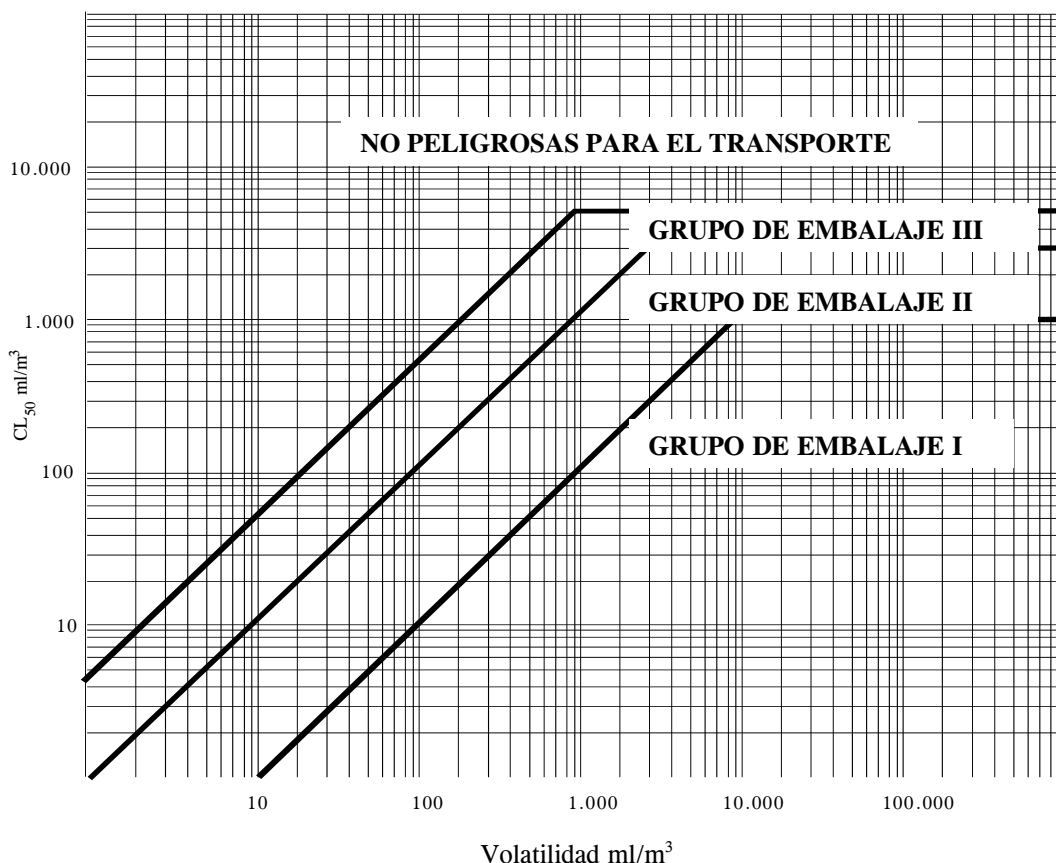 NO PELIGROSAS PARA EL TRANSPORTE
10.000
GRUPO DE EMBALAJE III
GRUPO DE EMBALAJE II
1.000
CL50 ml/m³
GRUPO DE EMBALAJE I
100
10
10 100 1.000 10.000 100.000
Volatilidad ml/m³